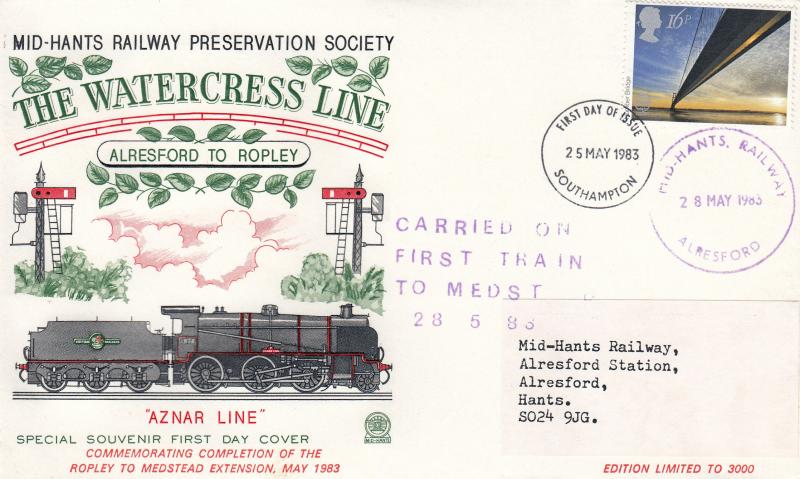 MID-HANTS RAILWAY PRESERVATION SOCIETY
THE WATERCRESS LINE
ALRESFORD TO ROPLEY
"AZNAR LINE"
SPECIAL SOUVENIR FIRST DAY COVER
COMMEMORATING COMPLETION OF THE
ROPLEY TO MEDSTEAD EXTENSION, MAY 1983
MID-HANTS
16P
Bridge
FIRST DAY OF ISSUE
25 MAY 1983
SOUTHAMPTON
MID-HANTS. RAILWAY
28 MAY 1983
ALRESFORD
CARRIED ON
FIRST TRAIN
TO MEDST D
28 5 83
Mid-Hants Railway,
Alresford Station,
Alresford,
Hants.
SO24 9JG.
EDITION LIMITED TO 3000